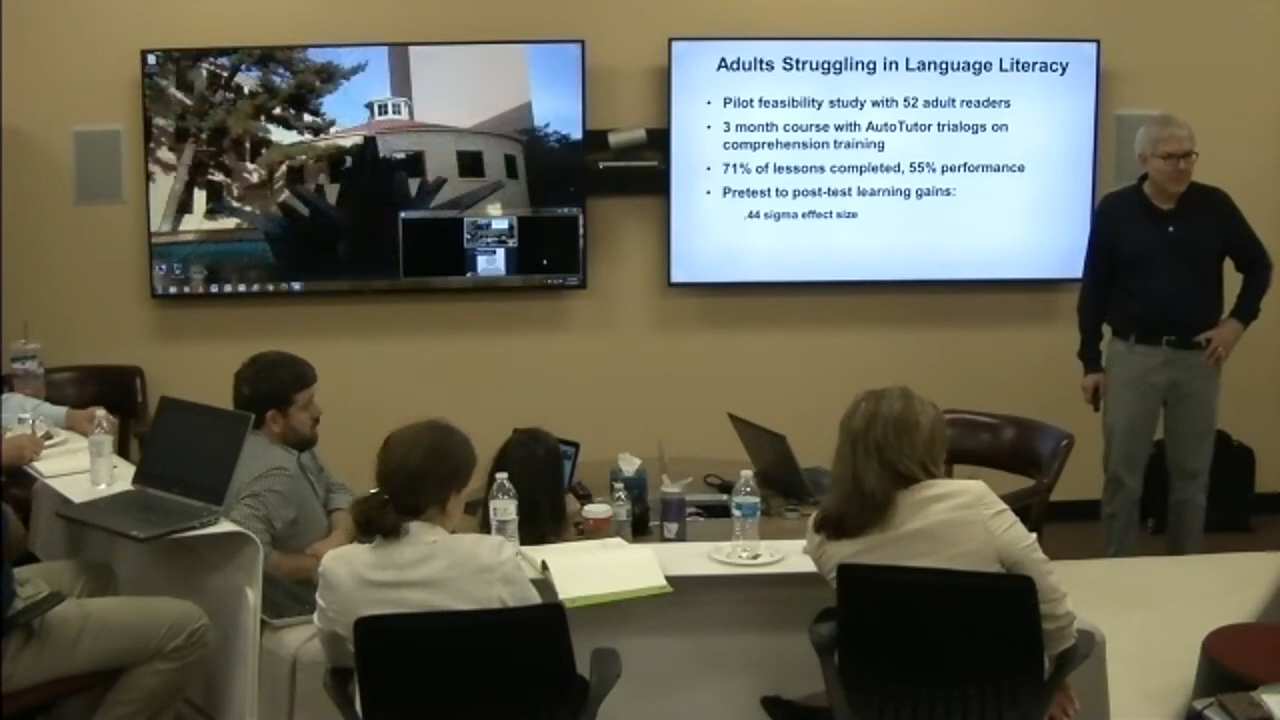 Adults Struggling in Language Literacy
• Pilot feasibility study with 52 adult readers
• 3 month course with AutoTutor trialogs on
comprehension training
• 71% of lessons completed, 55% performance
• Pretest to post-test learning gains:
.44 sigma effect size